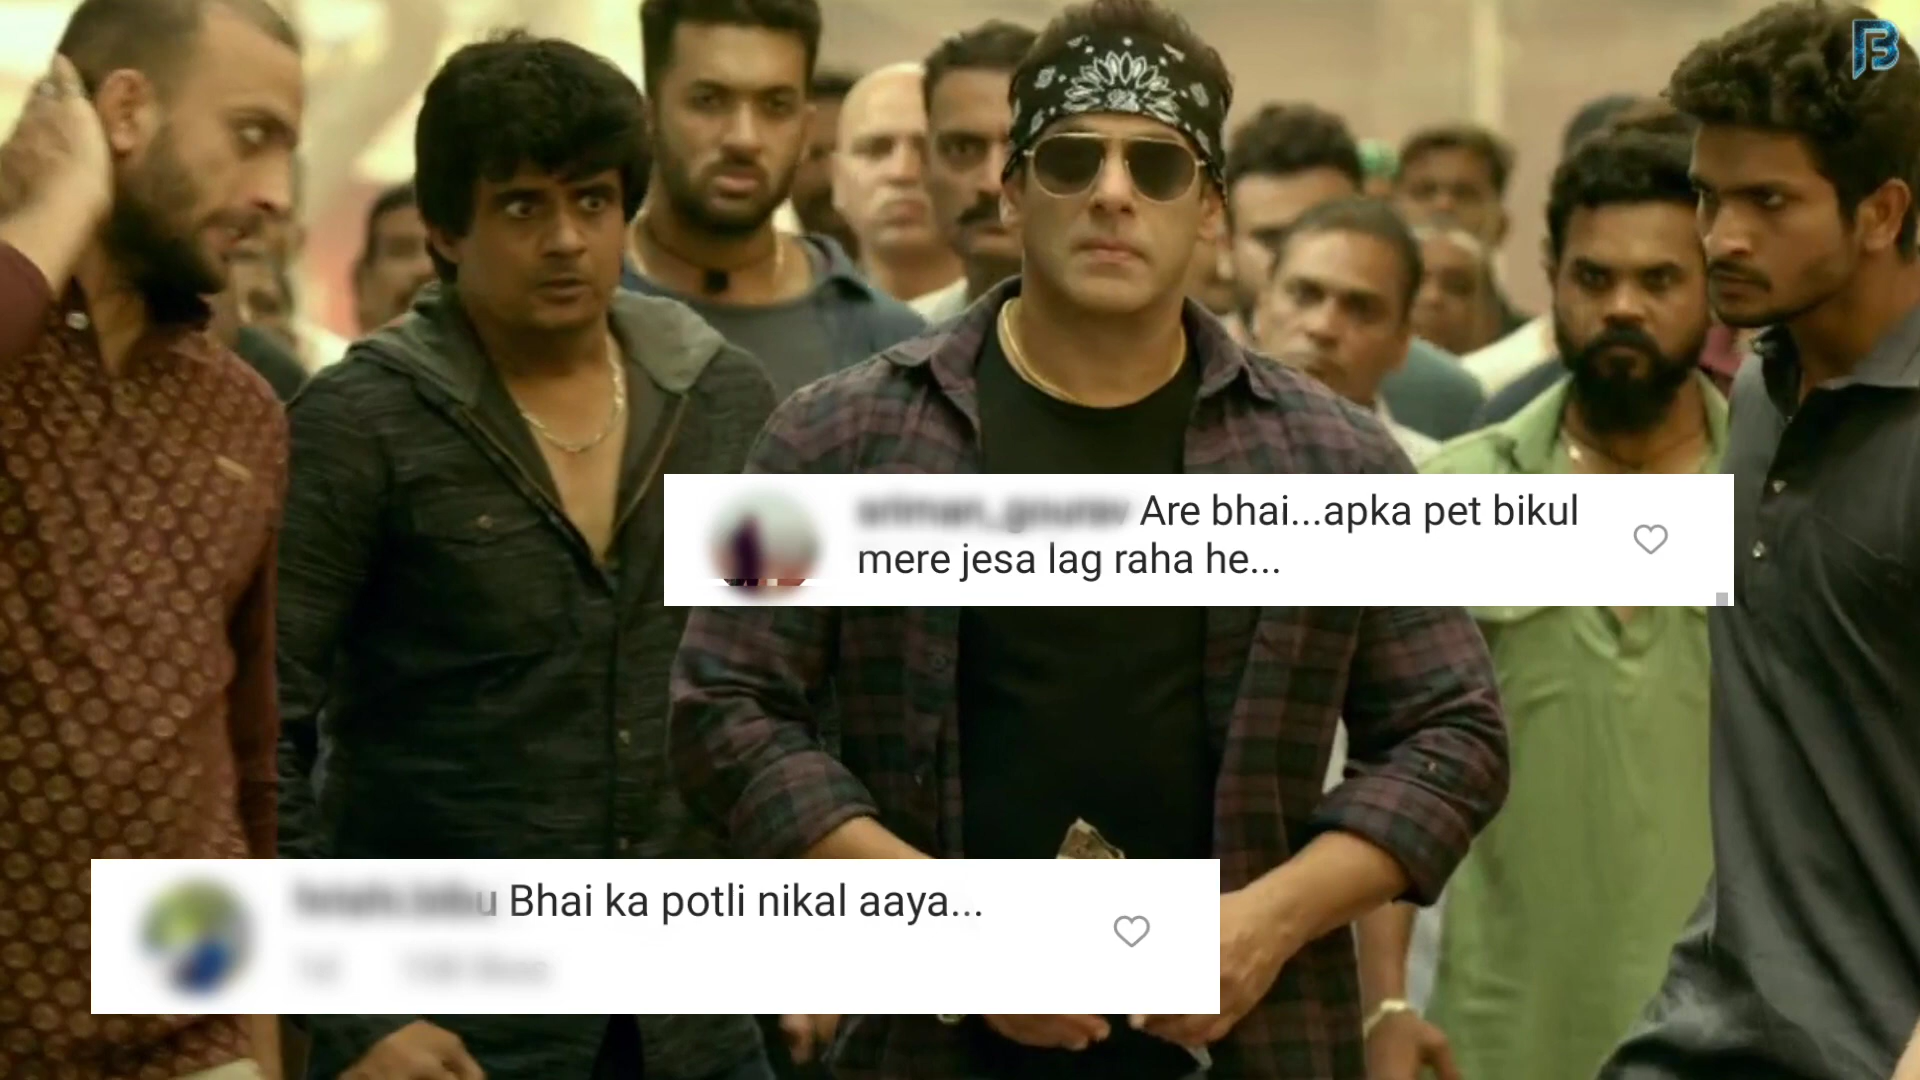 Are bhai...apka pet bikul
mere jesa lag raha he...
Bhai ka potli nikal aaya...